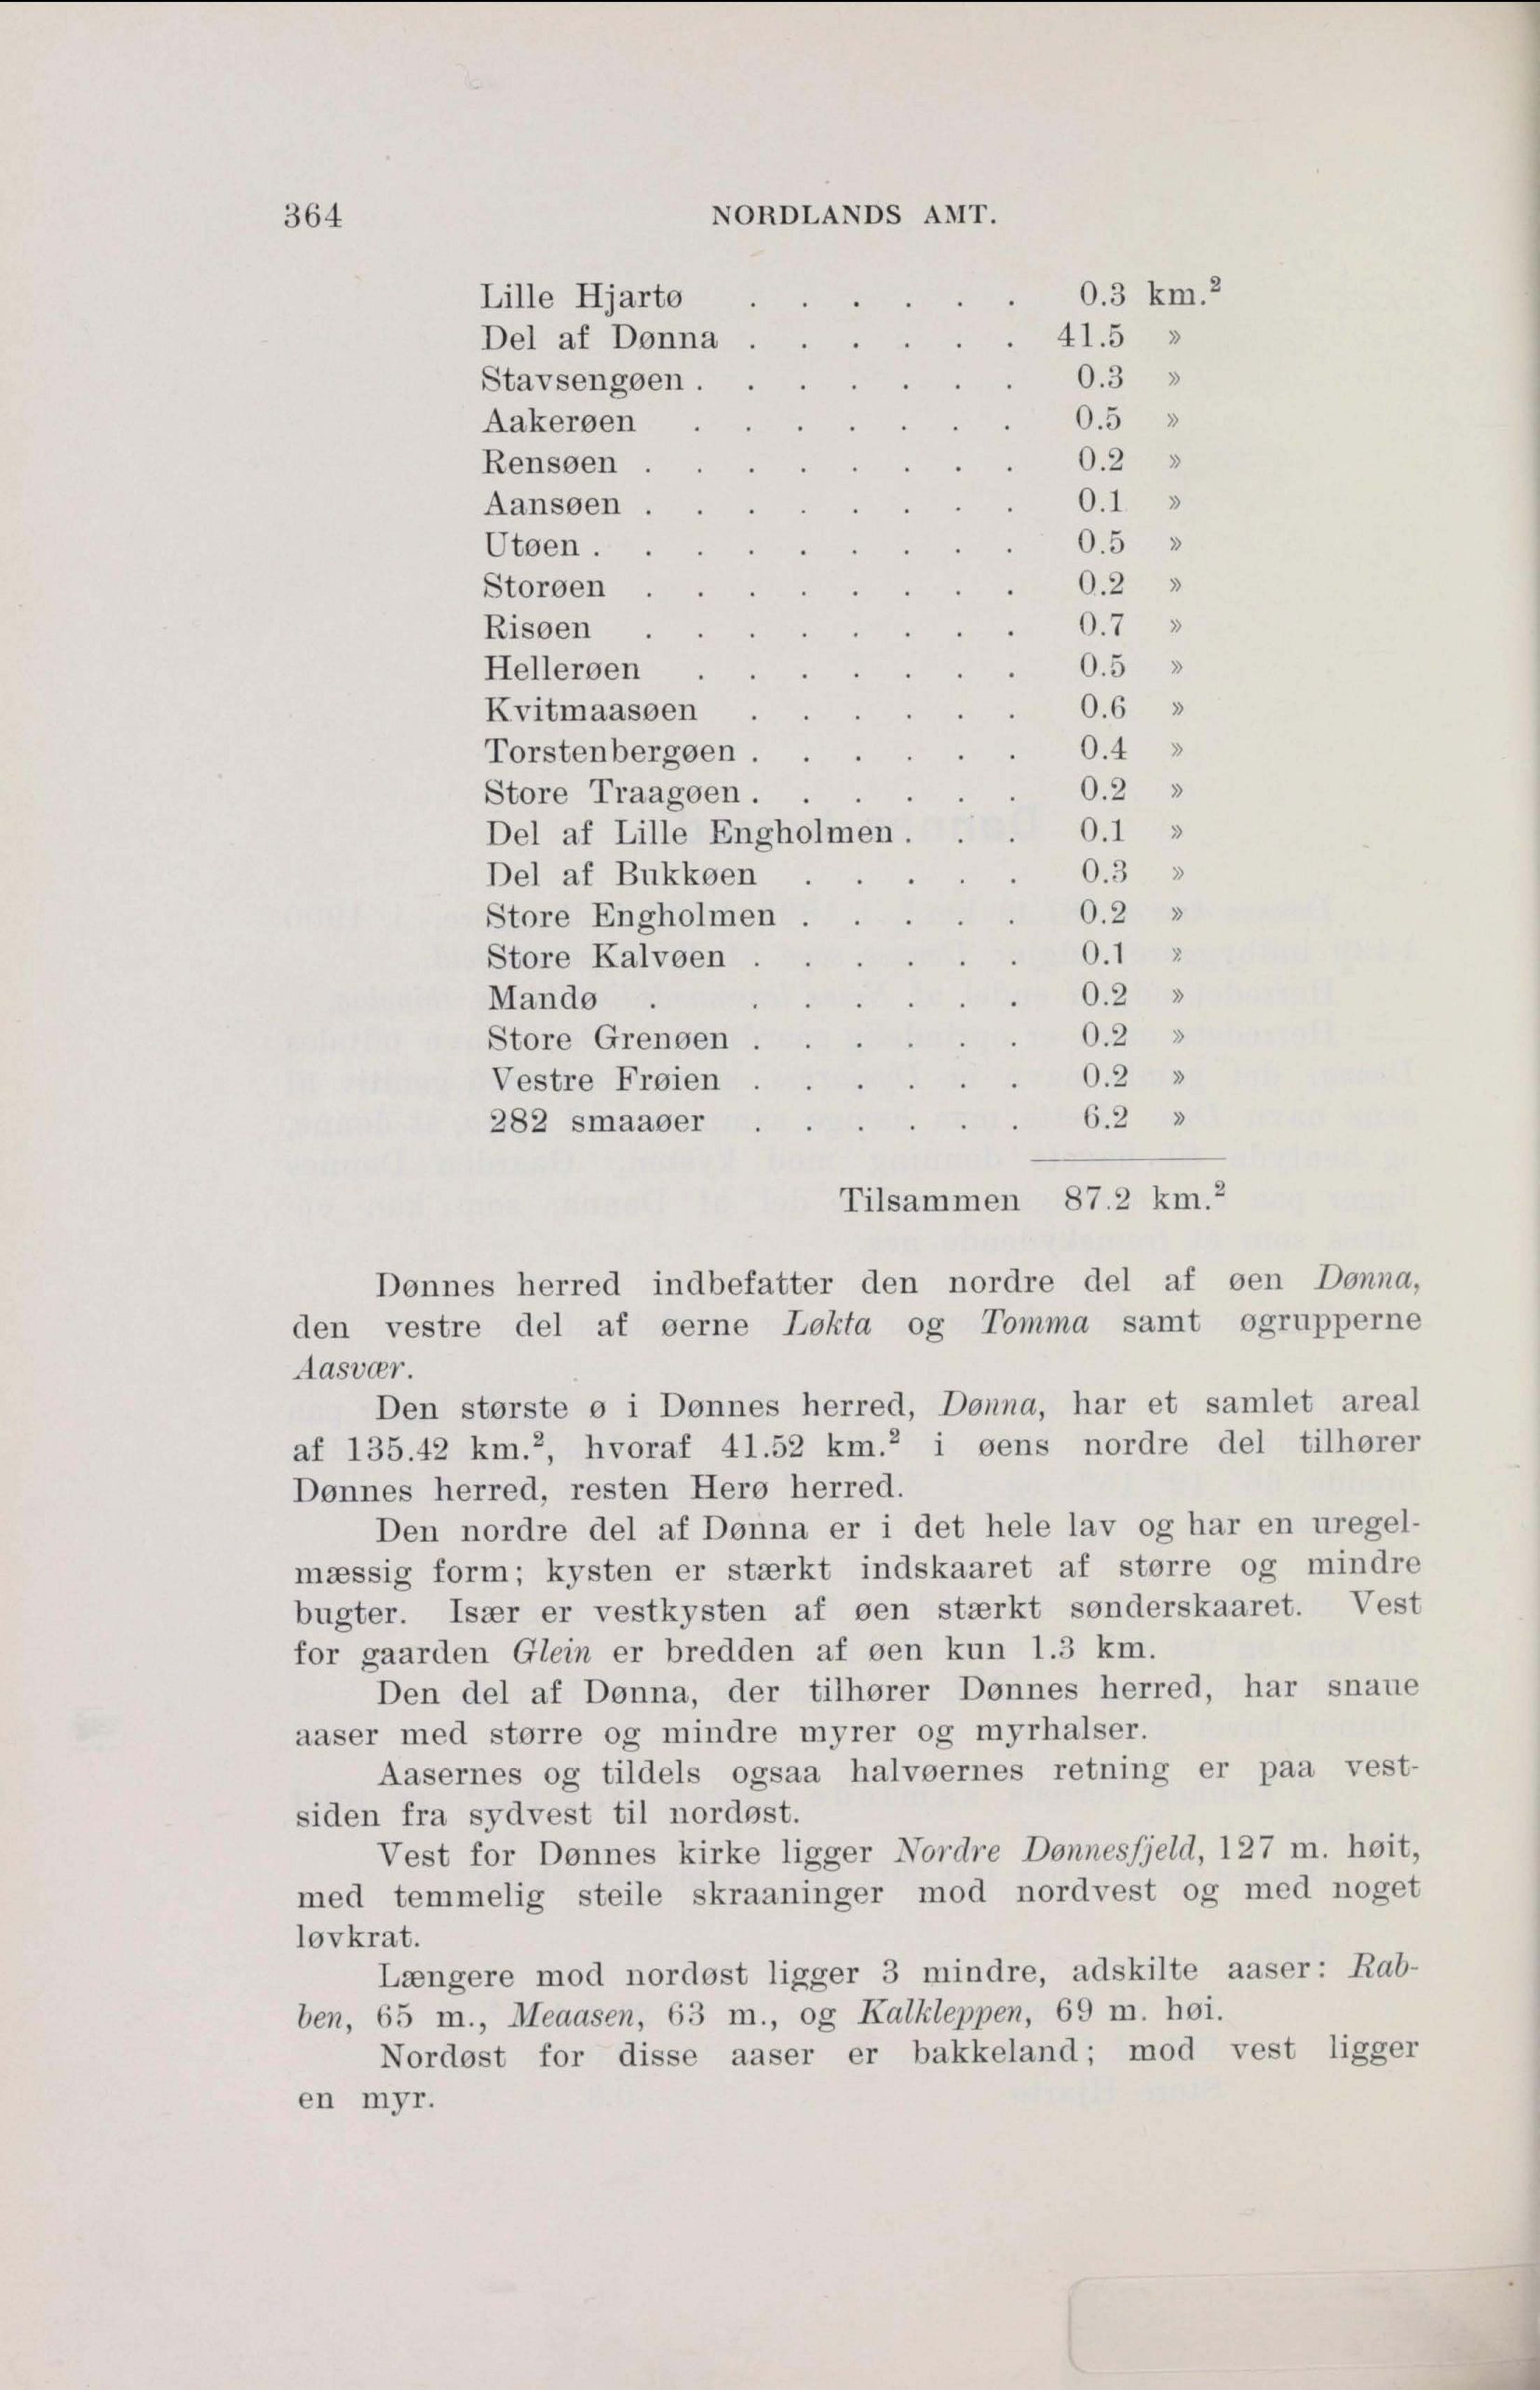 364
NORDLANDS AMT.
Lille Hjartø . . . . . . 0.3 km.²
Del af Dønna . . . . . . 41.5 »
Stavsengøen . . . . . . . 0.3 »
Aakerøen . . . . . . . 0.5 »
Rensøen . . . . . . . . 0.2 »
Aansøen . . . . . . . . 0.1 »
Utøen . . . . . . . . . 0.5 »
Storøen . . . . . . . . 0.2 »
Risøen . . . . . . . . 0.7 »
Hellerøen . . . . . . . 0.5 »
Kvitmaasøen . . . . . . 0.6 »
Torstenbergøen . . . . . . 0.4 »
Store Traagøen . . . . . . 0.2 »
Del af Lille Engholmen . . . 0.1 »
Del af Bukkøen . . . . . 0.3 »
Store Engholmen . . . . . 0.2 »
Store Kalvøen . . . . . . 0.1 »
Mandø . . . . . . . 0.2 »
Store Grenøen . . . . . . 0.2 »
Vestre Frøien . . . . . . 0.2 »
282 smaaøer . . . . . . 6.2 »
Tilsammen 87.2 km.²
Dønnes herred indbefatter den nordre del af øen Dønna,
den vestre del af øerne Løkta og Tomma samt øgrupperne
Aasvær.
Den største ø i Dønnes herred, Dønna, har et samlet areal
af 135.42 km.², hvoraf 41.52 km.² i øens nordre del tilhører
Dønnes herred, resten Herø herred.
Den nordre del af Dønna er i det hele lav og har en uregel-
mæssig form; kysten er stærkt indskaaret af større og mindre
bugter. Især er vestkysten af øen stærkt sønderskaaret. Vest
for gaarden Glein er bredden af øen kun 1.3 km.
Den del af Dønna, der tilhører Dønnes herred, har snaue
aaser med større og mindre myrer og myrhalser.
Aasernes og tildels ogsaa halvøernes retning er paa vest-
siden fra sydvest til nordøst.
Vest for Dønnes kirke ligger Nordre Dønnesfjeld, 127 m. høit,
med temmelig steile skraaninger mod nordvest og med noget
løvkrat.
Længere mod nordøst ligger 3 mindre, adskilte aaser: Rab-
ben, 65 m., Meaasen, 63 m., og Kalkleppen, 69 m. høi.
Nordøst for disse aaser er bakkeland; mod vest ligger
en myr.